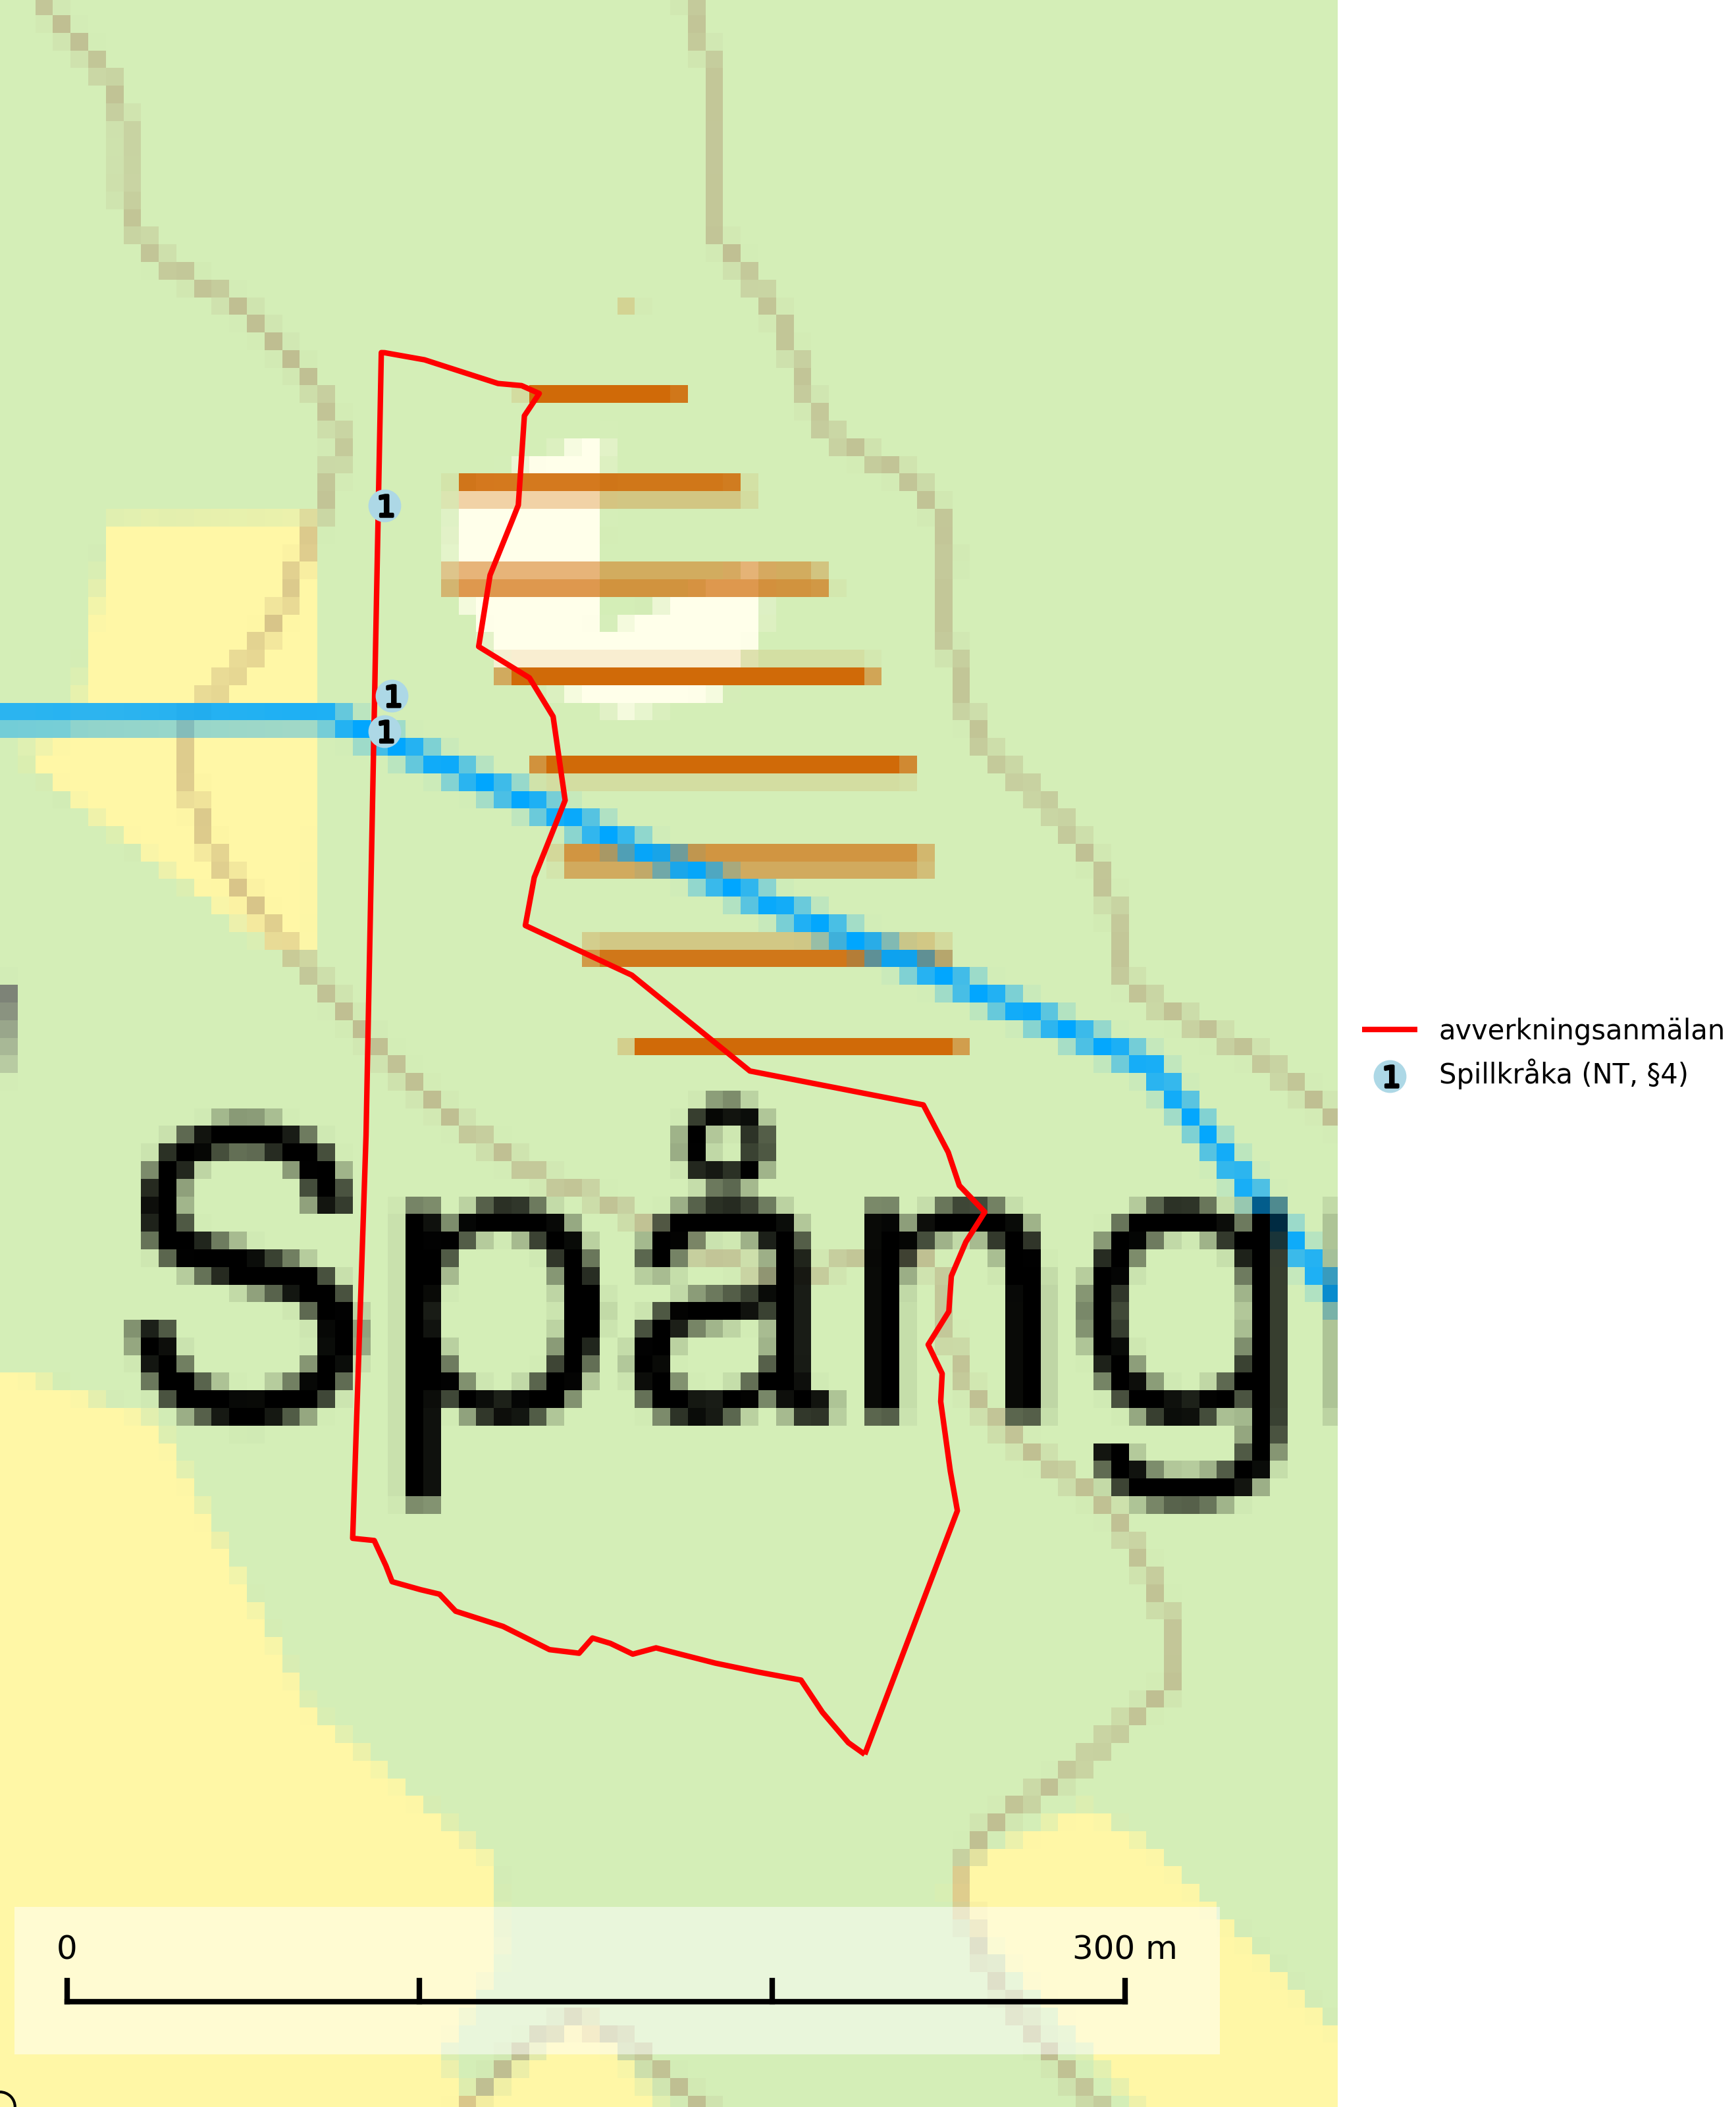 1
1
1
Spång
0 300 m
avverkningsanmälan
1 Spillkråka (NT, §4)